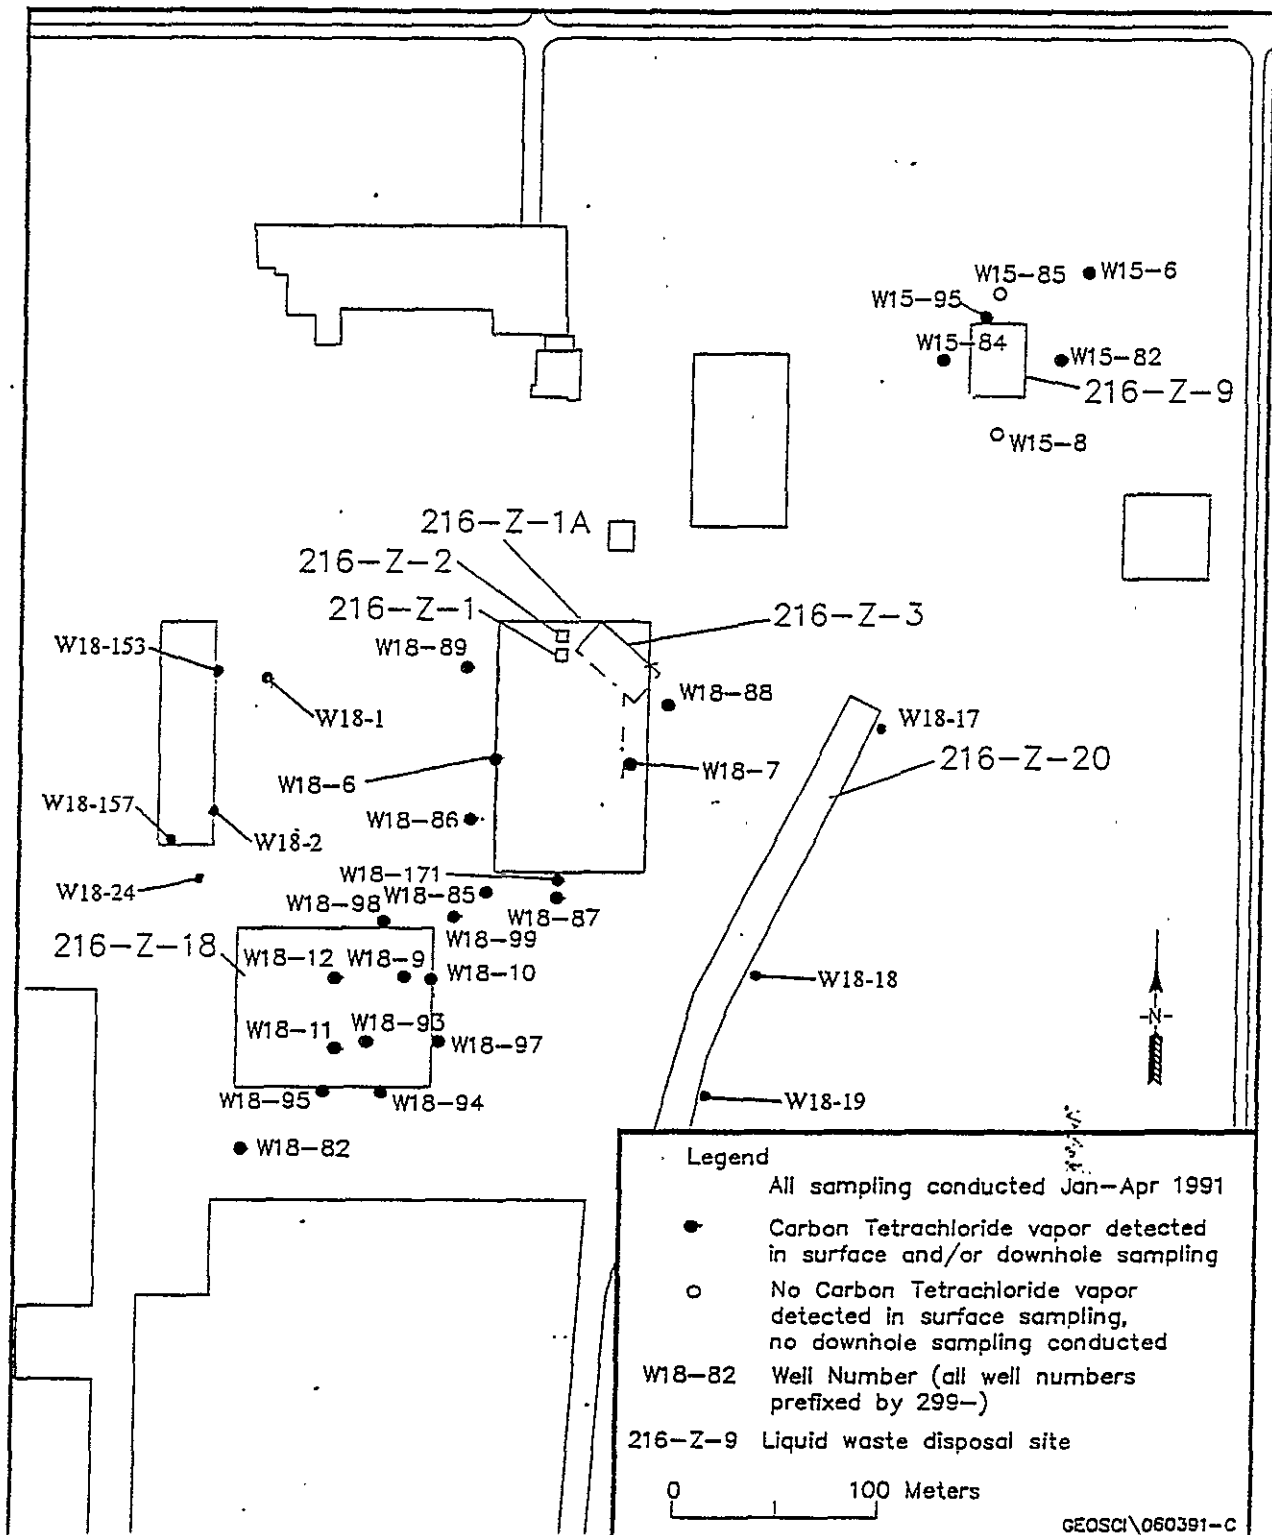 W15-85
W15-6
W15-95
W15-84
W15-82
216-Z-9
W15-8
216-Z-1A
216-Z-2
216-Z-1
216-Z-3
W18-153
W18-89
W18-1
W18-88
W18-17
216-Z-20
W18-6
W18-7
W18-157
W18-86
W18-2
W18-24
W18-171
W18-85
W18-98
W18-87
W18-99
216-Z-18
W18-12
W18-9
W18-10
W18-18
W18-11
W18-93
W18-97
-N-
W18-95
W18-94
W18-19
W18-82
Legend
All sampling conducted Jan-Apr 1991
Carbon Tetrachloride vapor detected
in surface and/or downhole sampling
No Carbon Tetrachloride vapor
detected in surface sampling,
no downhole sampling conducted
W18-82 Well Number (all well numbers
prefixed by 299-)
216-Z-9 Liquid waste disposal site
0 100 Meters
GEOSCI\060391-C